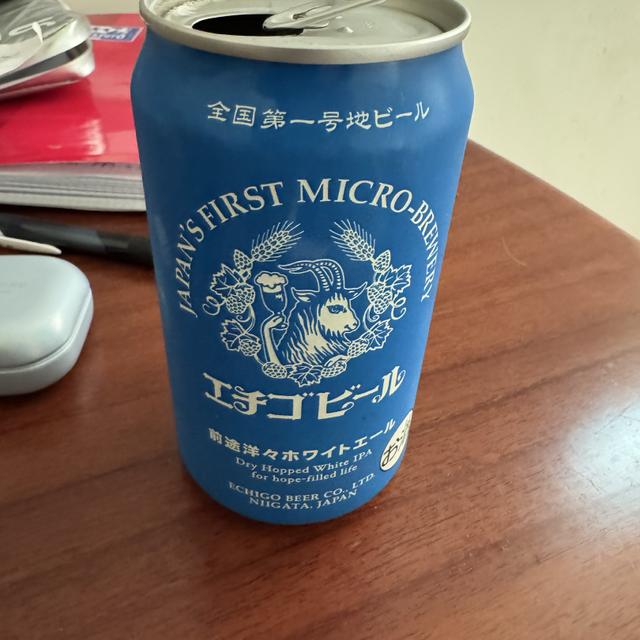 全国第一号地ビール
JAPAN'S FIRST MICRO-BREWERY
エチゴビール
前途洋々ホワイトエール
Dry Hopped White IPA
for hope-filled life
ECHIGO BEER CO., LTD.
NIIGATA, JAPAN